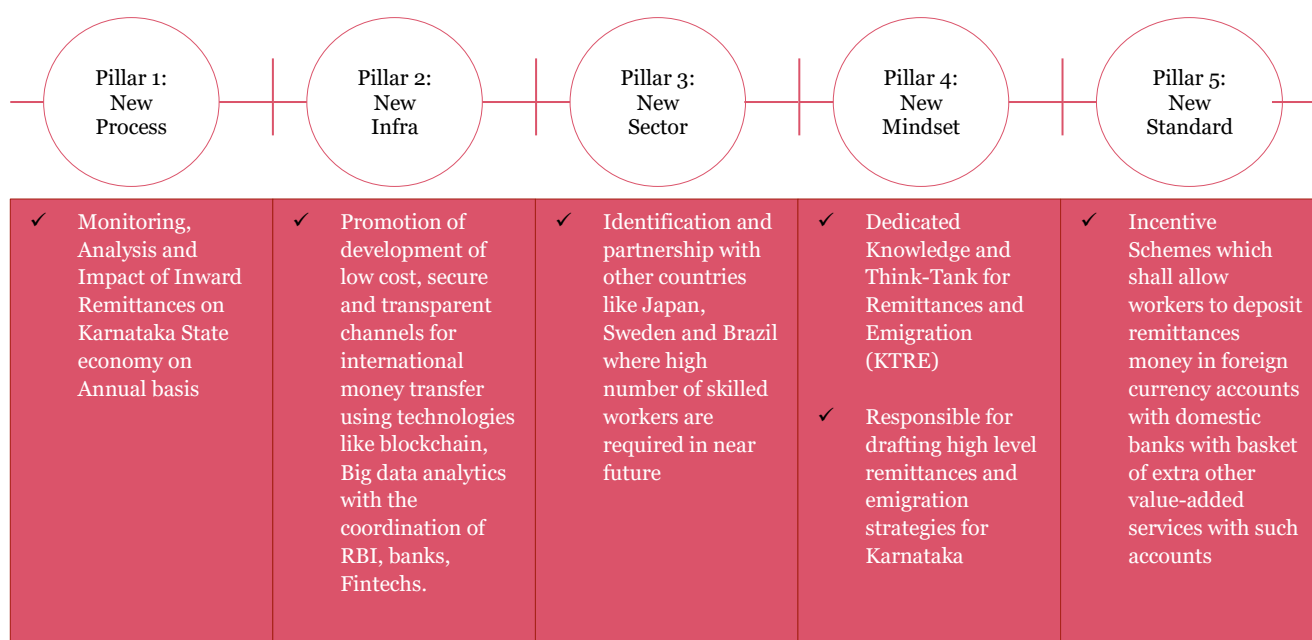 Pillar 1:
New
Process
Pillar 2:
New
Infra
Pillar 3:
New
Sector
Pillar 4:
New
Mindset
Pillar 5:
New
Standard
✓ Monitoring,
Analysis and
Impact of Inward
Remittances on
Karnataka State
economy on
Annual basis
✓ Promotion of
development of
low cost, secure
and transparent
channels for
international
money transfer
using technologies
like blockchain,
Big data analytics
with the
coordination of
RBI, banks,
Fintechs.
✓ Identification and
partnership with
other countries
like Japan,
Sweden and Brazil
where high
number of skilled
workers are
required in near
future
✓ Dedicated
Knowledge and
Think-Tank for
Remittances and
Emigration
(KTRE)
✓ Responsible for
drafting high level
remittances and
emigration
strategies for
Karnataka
✓ Incentive
Schemes which
shall allow
workers to deposit
remittances
money in foreign
currency accounts
with domestic
banks with basket
of extra other
value-added
services with such
accounts